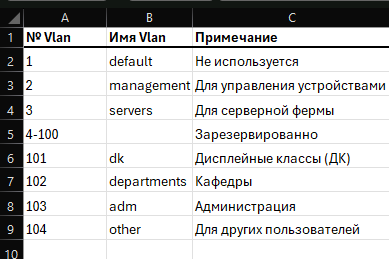 A B C
1 № Vlan Имя Vlan Примечание
2 1 default Не используется
3 2 management Для управления устройствами
4 3 servers Для серверной фермы
5 4-100 Зарезервированно
6 101 dk Дисплейные классы (ДК)
7 102 departments Кафедры
8 103 adm Администрация
9 104 other Для других пользователей
10